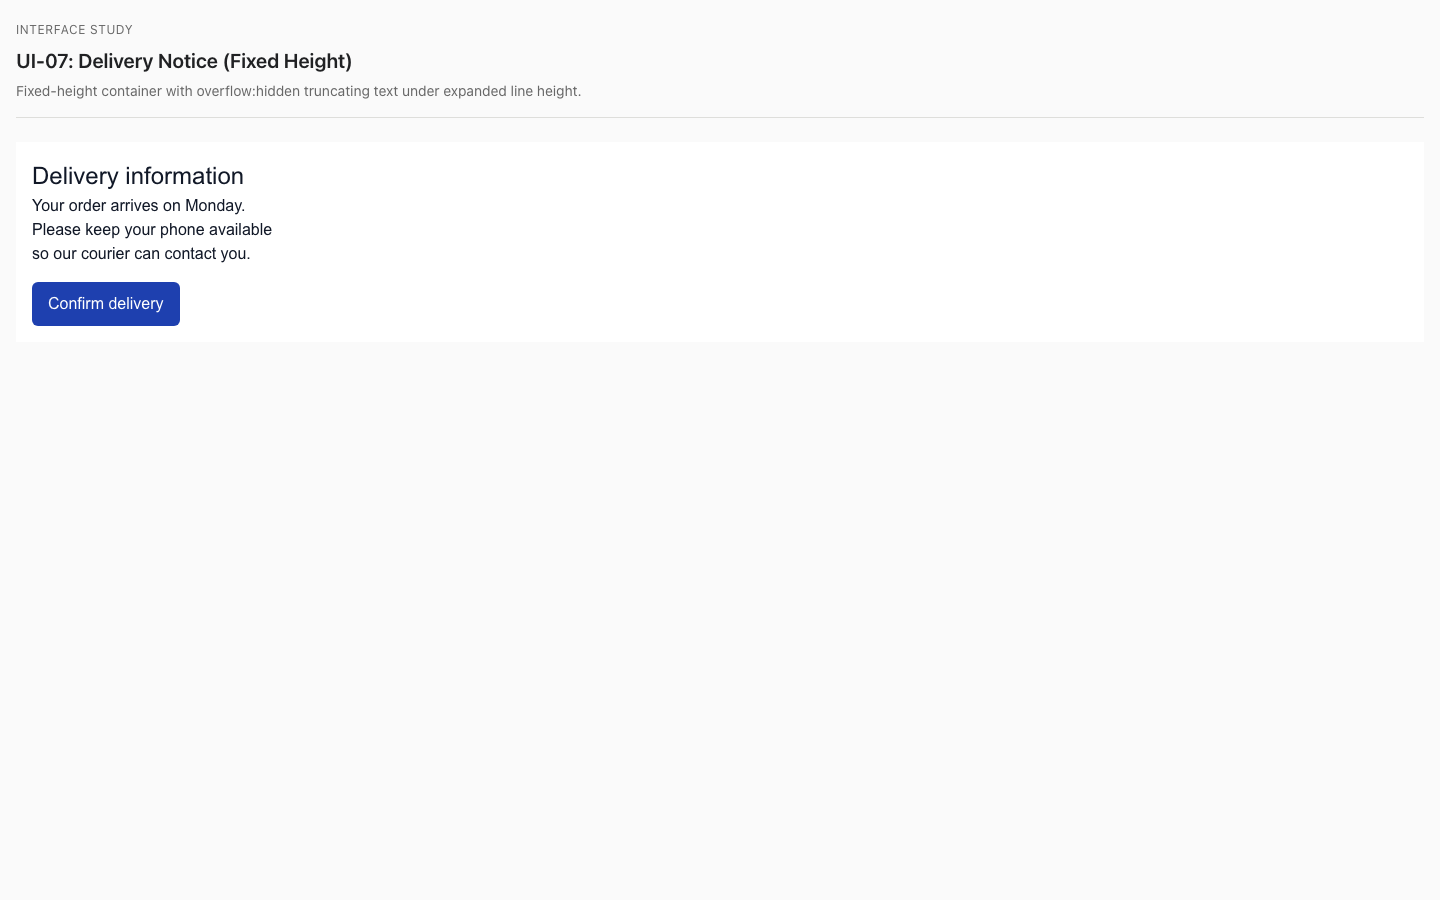 INTERFACE STUDY
UI-07: Delivery Notice (Fixed Height)
Fixed-height container with overflow:hidden truncating text under expanded line height.
Delivery information
Your order arrives on Monday.
Please keep your phone available
so our courier can contact you.
Confirm delivery